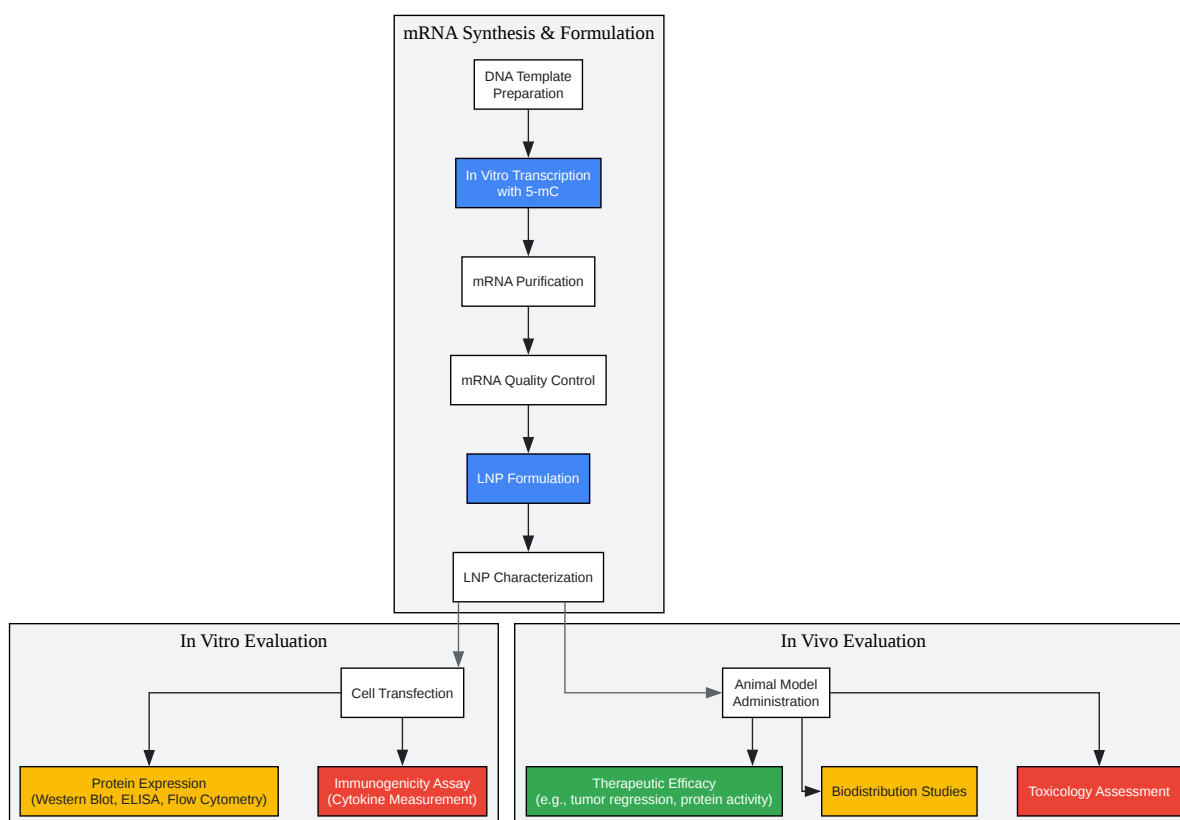 mRNA Synthesis & Formulation
DNA Template
Preparation
In Vitro Transcription
with 5-mC
mRNA Purification
mRNA Quality Control
LNP Formulation
LNP Characterization
In Vitro Evaluation
Cell Transfection
Protein Expression
(Western Blot, ELISA, Flow Cytometry)
Immunogenicity Assay
(Cytokine Measurement)
In Vivo Evaluation
Animal Model
Administration
Therapeutic Efficacy
(e.g., tumor regression, protein activity)
Biodistribution Studies
Toxicology Assessment